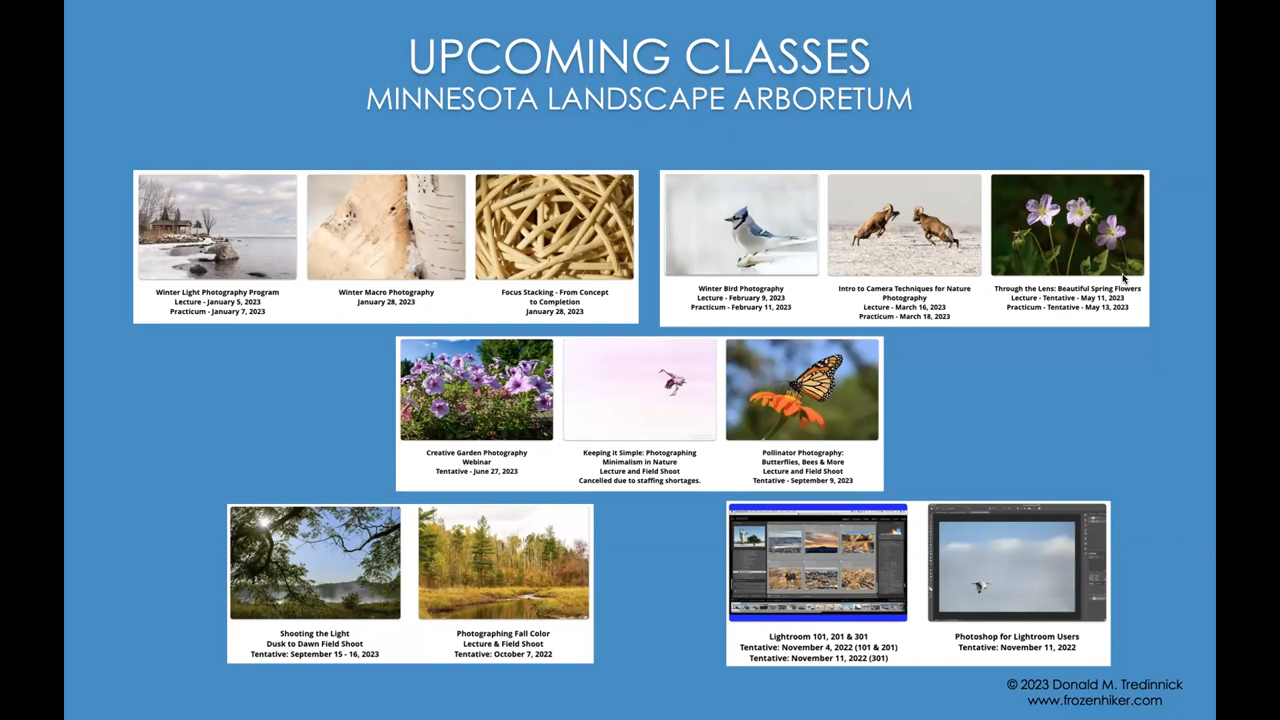 UPCOMING CLASSES
MINNESOTA LANDSCAPE ARBORETUM
Winter Light Photography Program
Lecture - January 5, 2023
Practicum - January 7, 2023
Winter Macro Photography
January 28, 2023
Focus Stacking - From Concept
to Completion
January 28, 2023
Winter Bird Photography
Lecture - February 9, 2023
Practicum - February 11, 2023
Intro to Camera Techniques for Nature
Photography
Lecture - March 16, 2023
Practicum - March 18, 2023
Through the Lens: Beautiful Spring Flowers
Lecture - Tentative - May 11, 2023
Practicum - Tentative - May 13, 2023
Creative Garden Photography
Webinar
Tentative - June 27, 2023
Keeping it Simple: Photographing
Minimalism in Nature
Lecture and Field Shoot
Cancelled due to staffing shortages.
Pollinator Photography:
Butterflies, Bees & More
Lecture and Field Shoot
Tentative - September 9, 2023
Shooting the Light
Dusk to Dawn Field Shoot
Tentative: September 15 - 16, 2023
Photographing Fall Color
Lecture & Field Shoot
Tentative: October 7, 2022
Lightroom 101, 201 & 301
Tentative: November 4, 2022 (101 & 201)
Tentative: November 11, 2022 (301)
Photoshop for Lightroom Users
Tentative: November 11, 2022
© 2023 Donald M. Tredinnick
www.frozenhiker.com